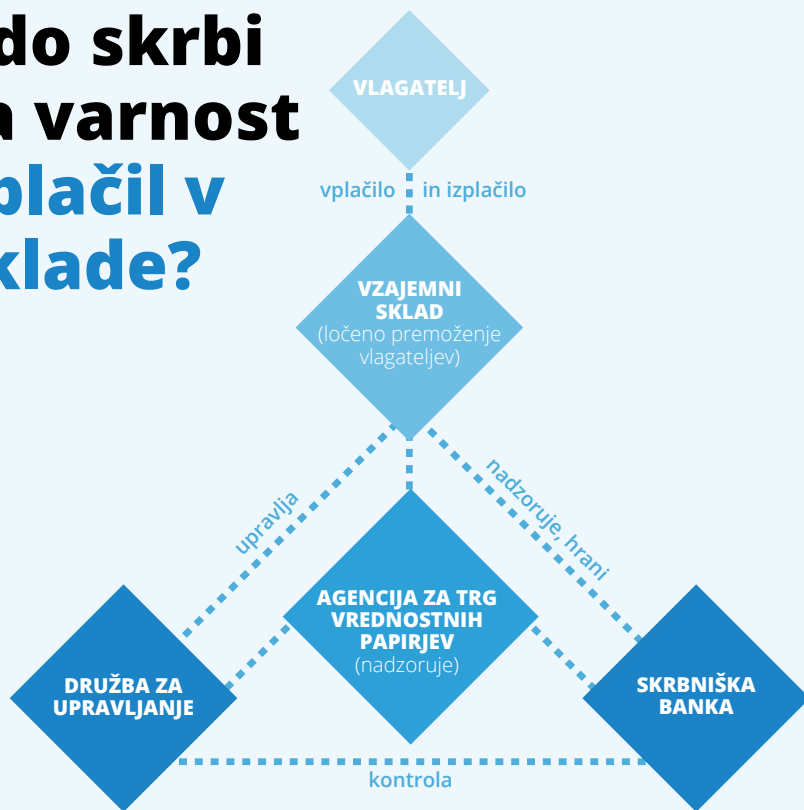 do skrbi
a varnost
plačil v
klade?
VLAGATELJ
vplačilo in izplačilo
VZAJEMNI
SKLAD
(ločeno premoženje
vlagateljev)
upravlja
nadzoruje, hrani
AGENCIJA ZA TRG
VREDNOSTNIH
PAPIRJEV
(nadzoruje)
DRUŽBA ZA
UPRAVLJANJE
SKRBNIŠKA
BANKA
kontrola